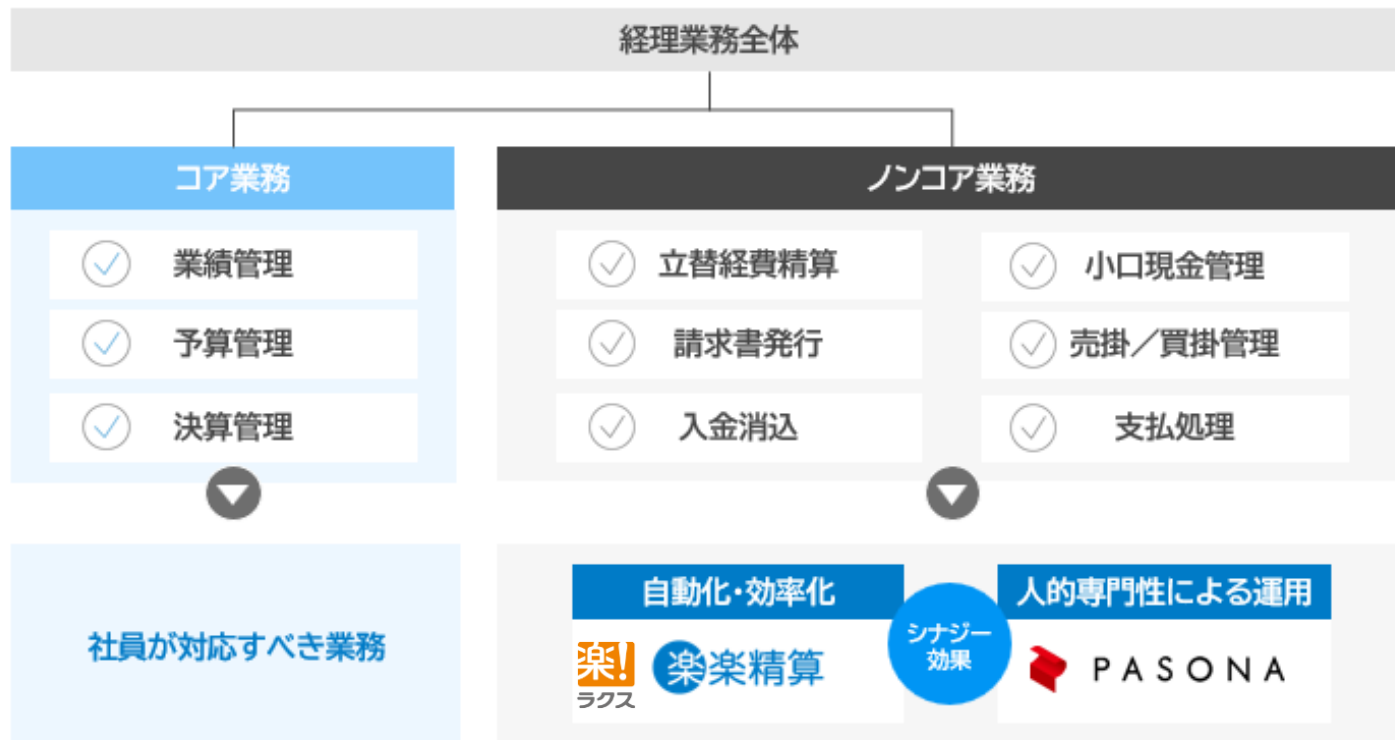 経理業務全体
コア業務
業績管理
予算管理
決算管理
社員が対応すべき業務
ノンコア業務
立替経費精算
小口現金管理
請求書発行
売掛／買掛管理
入金消込
支払処理
自動化・効率化
楽!
ラクス
楽楽精算
シナジー
効果
人的専門性による運用
PASONA